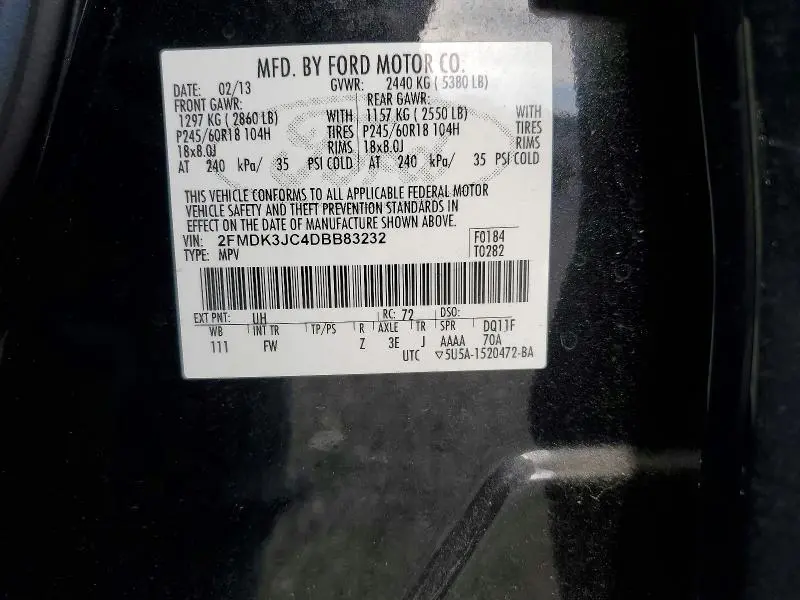 MFD. BY FORD MOTOR CO.
DATE: 02/13 GVWR: 2440 KG ( 5380 LB)
FRONT GAWR: REAR GAWR:
1297 KG ( 2860 LB) WITH 1157 KG ( 2550 LB) WITH
P245/60R18 104H TIRES P245/60R18 104H TIRES
18x8.0J RIMS 18x8.0J RIMS
AT 240 kPa/ 35 PSI COLD AT 240 kPa/ 35 PSI COLD
THIS VEHICLE CONFORMS TO ALL APPLICABLE FEDERAL MOTOR
VEHICLE SAFETY AND THEFT PREVENTION STANDARDS IN
EFFECT ON THE DATE OF MANUFACTURE SHOWN ABOVE.
VIN: 2FMDK3JC4DBB83232 F0184
TYPE: MPV T0282
EXT PNT: UH RC: 72 DSO:
WB INT TR TP/PS R AXLE TR SPR DQ11F
111 FW Z 3E J AAAA 70A
UTC ▽5U5A-1520472-BA